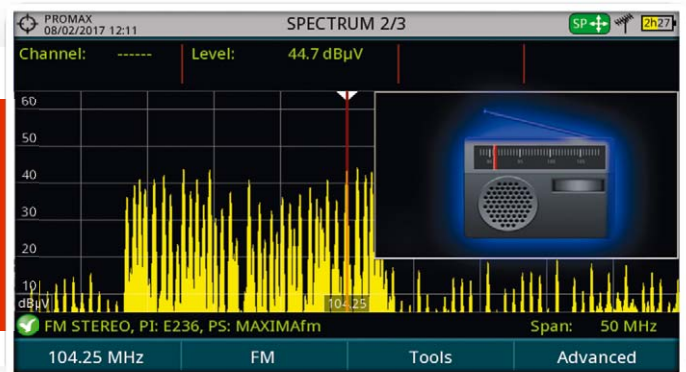 PROMAX
08/02/2017 12:11
SPECTRUM 2/3
SP
2h27
Channel: ------ Level: 44.7 dBµV
60
50
40
30
20
10
dBµV
104.25
FM STEREO, PI: E236, PS: MAXIMAfm Span: 50 MHz
104.25 MHz FM Tools Advanced